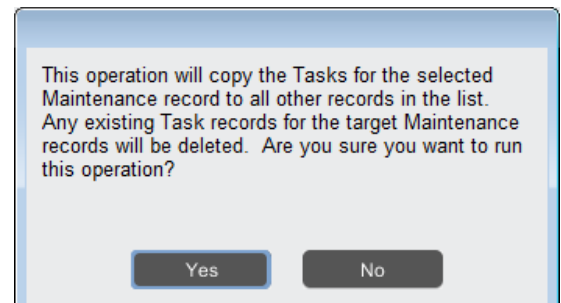 This operation will copy the Tasks for the selected
Maintenance record to all other records in the list.
Any existing Task records for the target Maintenance
records will be deleted.  Are you sure you want to run
this operation?
Yes
No